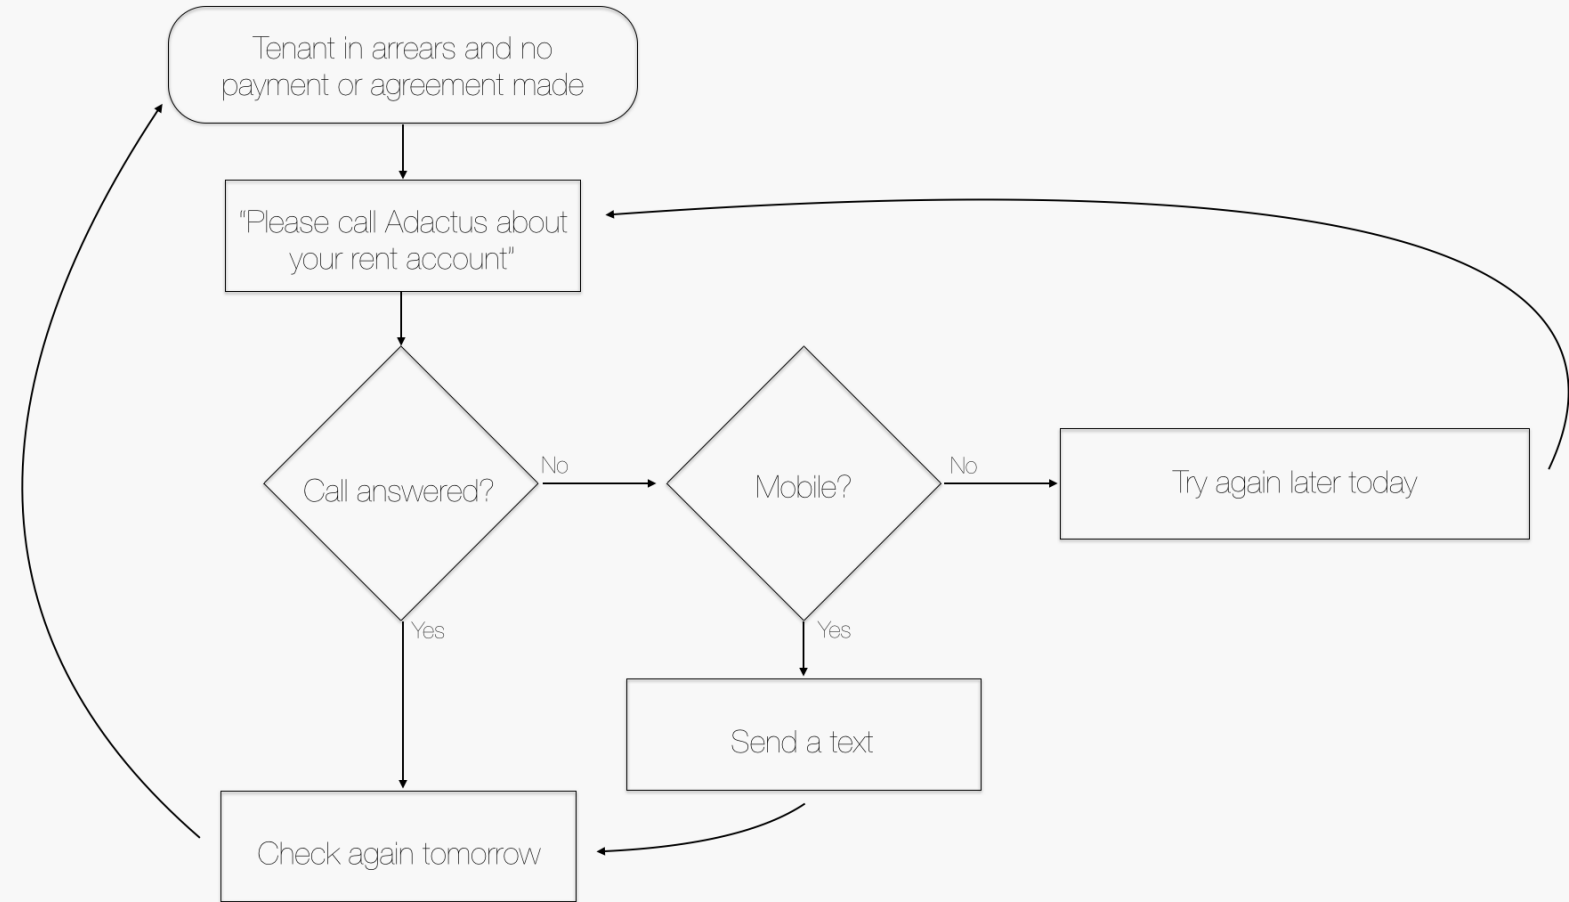 Tenant in arrears and no
payment or agreement made
"Please call Adactus about
your rent account"
Call answered?
No
Mobile?
No
Try again later today
Yes
Yes
Send a text
Check again tomorrow